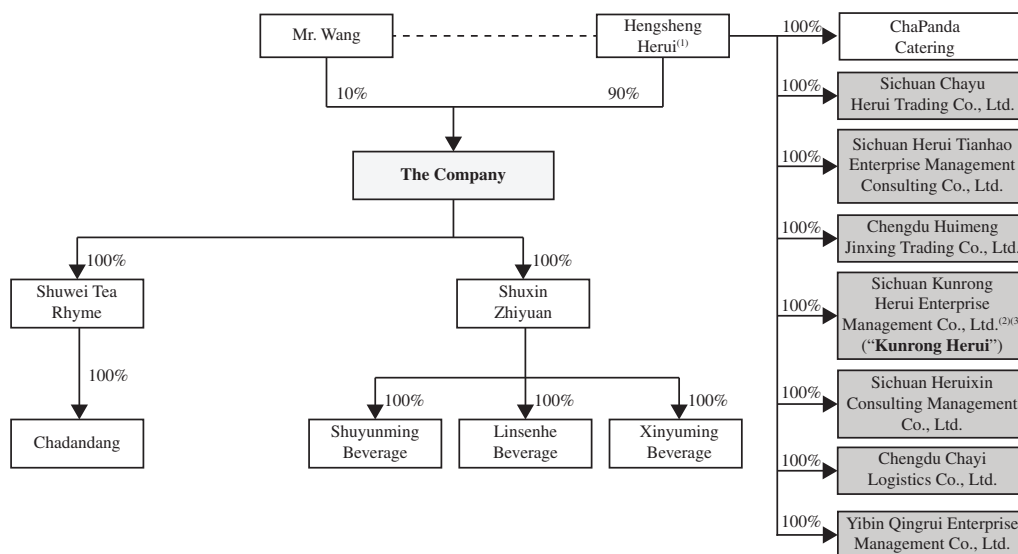 Mr. Wang
Hengsheng
Herui(1)
10%
90%
The Company
100%
100%
Shuwei Tea
Rhyme
Shuxin
Zhiyuan
100%
100%
100%
100%
Chadandang
Shuyunming
Beverage
Linsenhe
Beverage
Xinyuming
Beverage
100%
ChaPanda
Catering
100%
Sichuan Chayu
Herui Trading Co., Ltd.
100%
Sichuan Herui Tianhao
Enterprise Management
Consulting Co., Ltd.
100%
Chengdu Huimeng
Jinxing Trading Co., Ltd.
100%
Sichuan Kunrong
Herui Enterprise
Management Co., Ltd.(2)(3
(“Kunrong Herui”)
100%
Sichuan Heruixin
Consulting Management
Co., Ltd.
100%
Chengdu Chayi
Logistics Co., Ltd.
100%
Yibin Qingrui Enterprise
Management Co., Ltd.